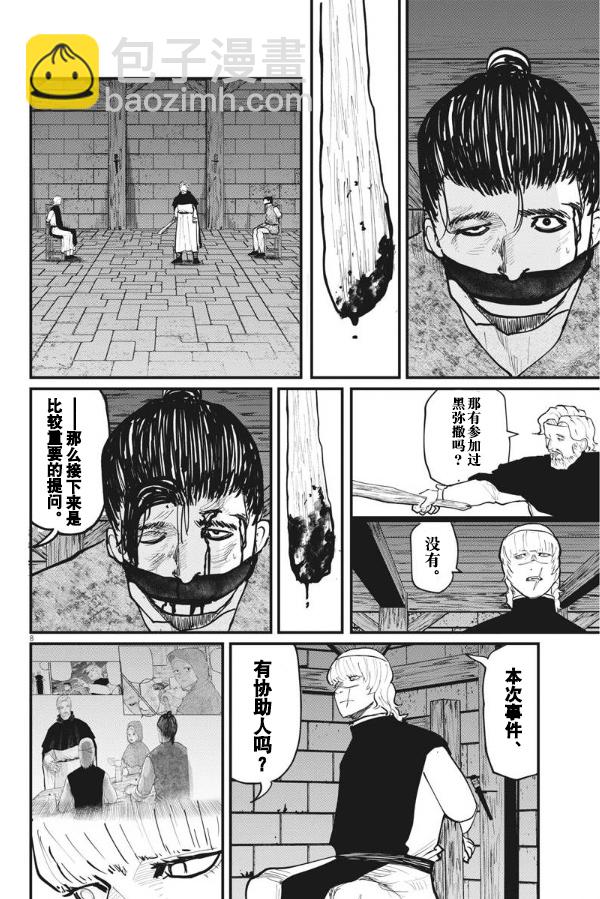 包子漫畫
baozimh.com
那有参加过
黑弥撒吗？
没有。
——那么接下来是
比较重要的提问。
8
本次事件、
有协助人吗？